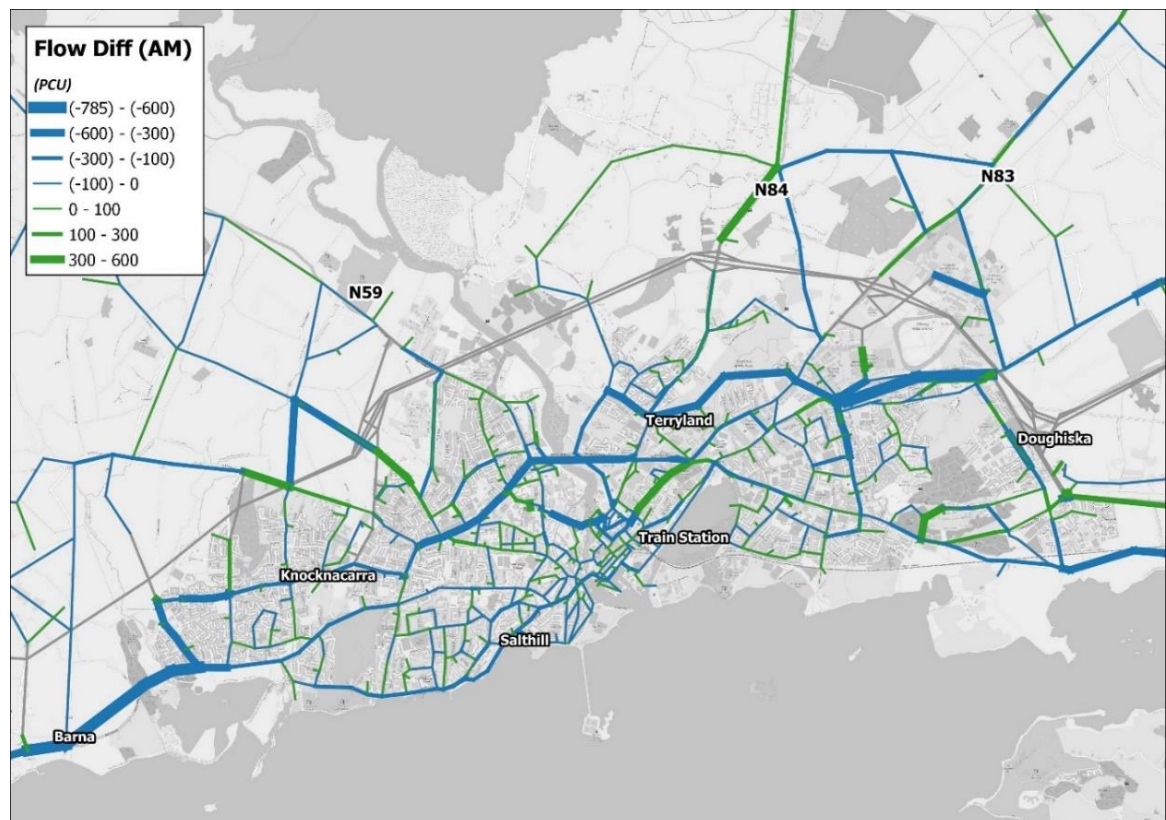 Flow Diff (AM)
(PCU)
(-785) - (-600)
(-600) - (-300)
(-300) - (-100)
(-100) - 0
0 - 100
100 - 300
300 - 600
N84
N83
N59
Terryland
Doughiska
Train Station
Knocknacarra
Salthill
Barna